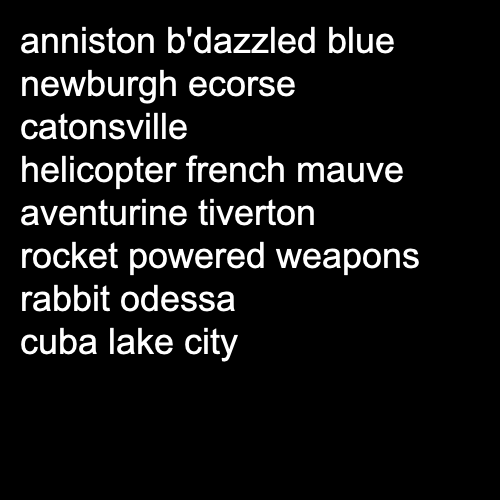 anniston b'dazzled blue
newburgh ecorse
catonsville
helicopter french mauve
aventurine tiverton
rocket powered weapons
rabbit odessa
cuba lake city